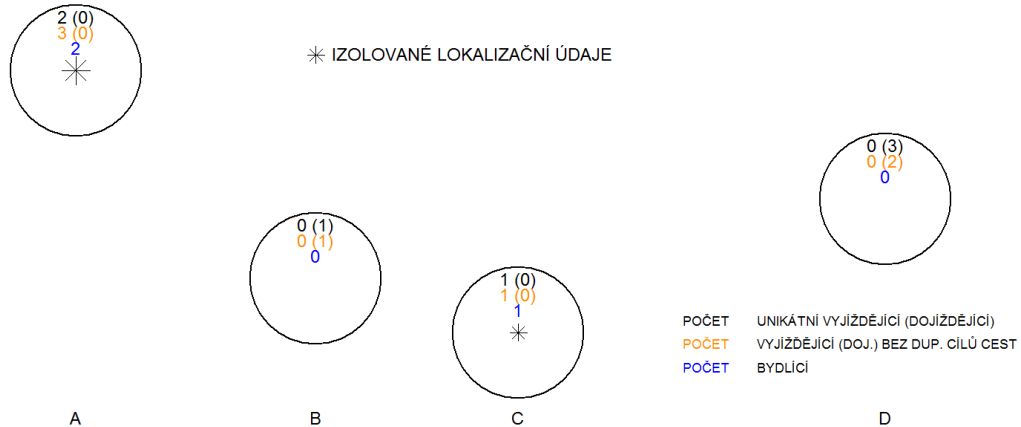 2 (0)
3 (0)
2
IZOLOVANÉ LOKALIZAČNÍ ÚDAJE
0 (1)
0 (1)
0
1 (0)
1 (0)
1
0 (3)
0 (2)
0
POČET UNIKÁTNÍ VYJÍŽDĚJÍCÍ (DOJÍŽDĚJÍCÍ)
POČET VYJÍŽĎĚJÍCÍ (DOJ.) BEZ DUP. CÍLŮ CEST
POČET BYDLÍCÍ
A B C D